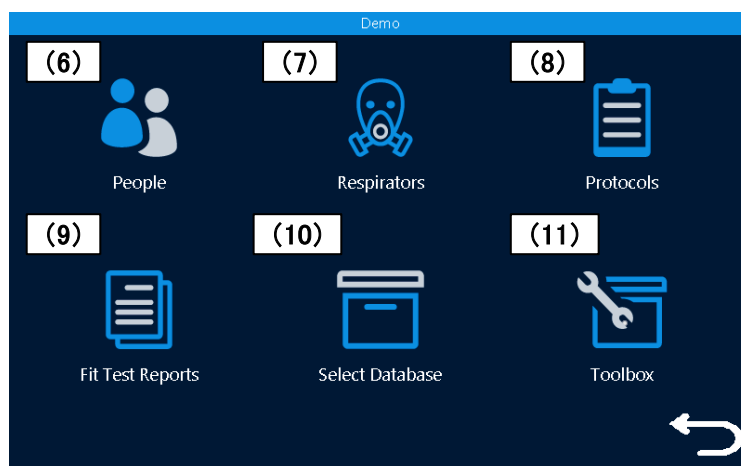 Demo
(6)
(7)
(8)
People
Respirators
Protocols
(9)
(10)
(11)
Fit Test Reports
Select Database
Toolbox